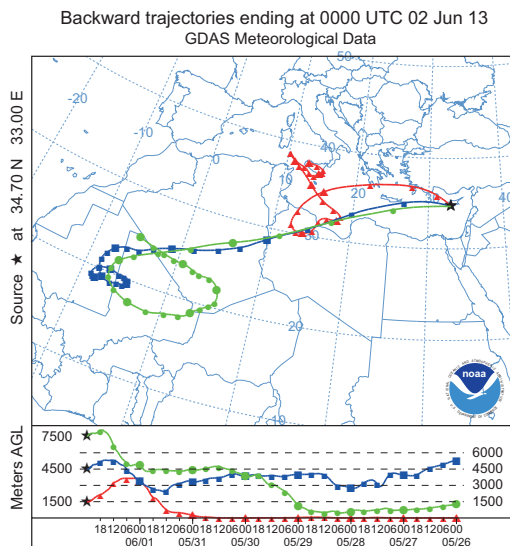 Backward trajectories ending at 0000 UTC 02 Jun 13
GDAS Meteorological Data
Source ★ at 34.70 N 33.00 E
50
-20
-10
40
40
10
0
30
20
-10
noaa
Meters AGL
7500
4500
1500
6000
4500
3000
1500
18 12 06 00 18 12 06 00 18 12 06 00 18 12 06 00 18 12 06 00 18 12 06 00 18 12 06 00
06/01 05/31 05/30 05/29 05/28 05/27 05/26